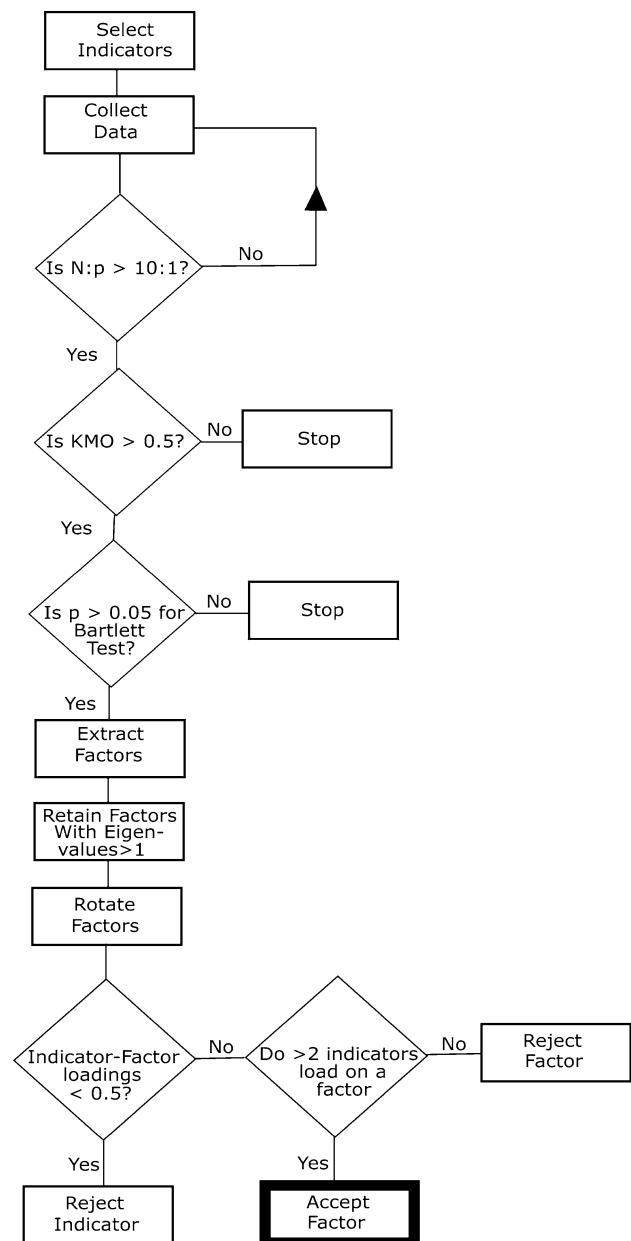 Select
Indicators
Collect
Data
Is N:p > 10:1?
No
Yes
Is KMO > 0.5?
No
Stop
Yes
Is p > 0.05 for
Bartlett
Test?
No
Stop
Yes
Extract
Factors
Retain Factors
With Eigen-
values>1
Rotate
Factors
Indicator-Factor
loadings
< 0.5?
No
Do >2 indicators
load on a
factor
No
Reject
Factor
Yes
Reject
Indicator
Yes
Accept
Factor